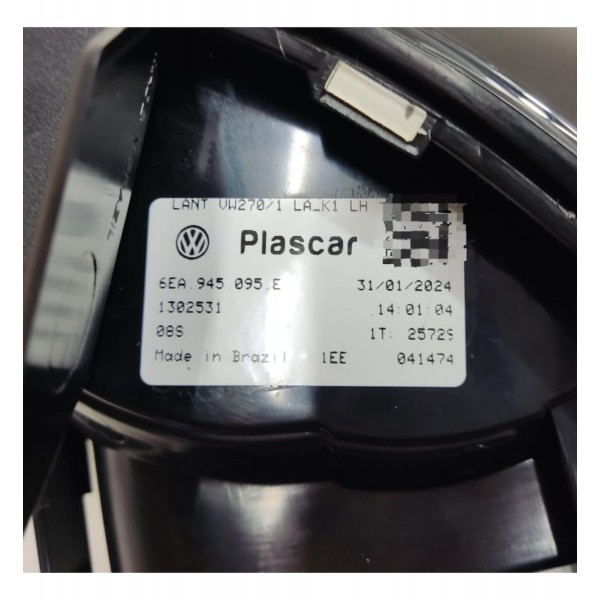 LANT VW270/1 LA_K1 LH
VW Plascar
6EA.945 095.E 31/01/2024
1302531 14:01:04
08S 1T: 25729
Made in Brazil 1EE 041474